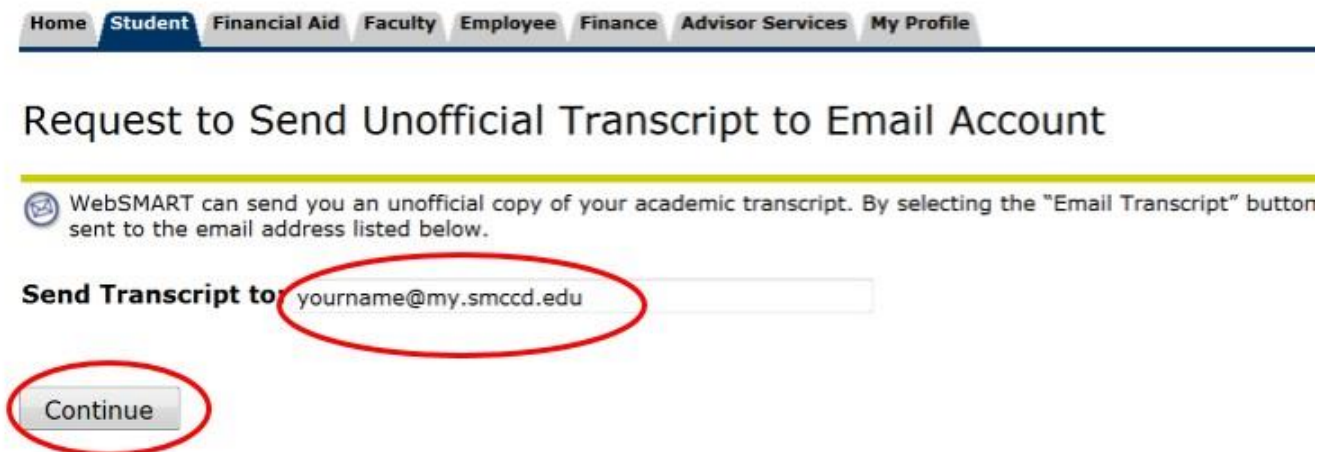 Home Student Financial Aid Faculty Employee Finance Advisor Services My Profile
Request to Send Unofficial Transcript to Email Account
WebSMART can send you an unofficial copy of your academic transcript. By selecting the “Email Transcript” button
sent to the email address listed below.
Send Transcript to: yourname@my.smccd.edu
Continue